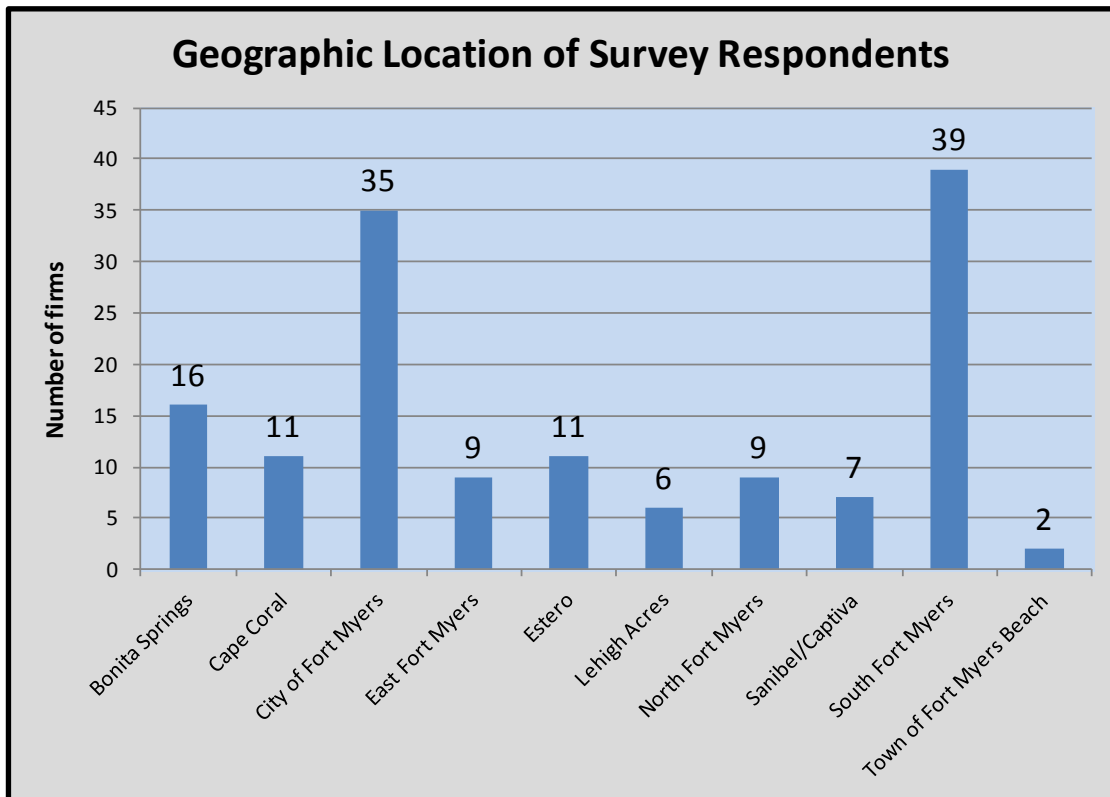 Geographic Location of Survey Respondents
Number of firms
45
40
35
30
25
20
15
10
5
0
16
11
35
9
11
6
9
7
39
2
Bonita Springs
Cape Coral
City of Fort Myers
East Fort Myers
Estero
Lehigh Acres
North Fort Myers
Sanibel/Captiva
South Fort Myers
Town of Fort Myers Beach